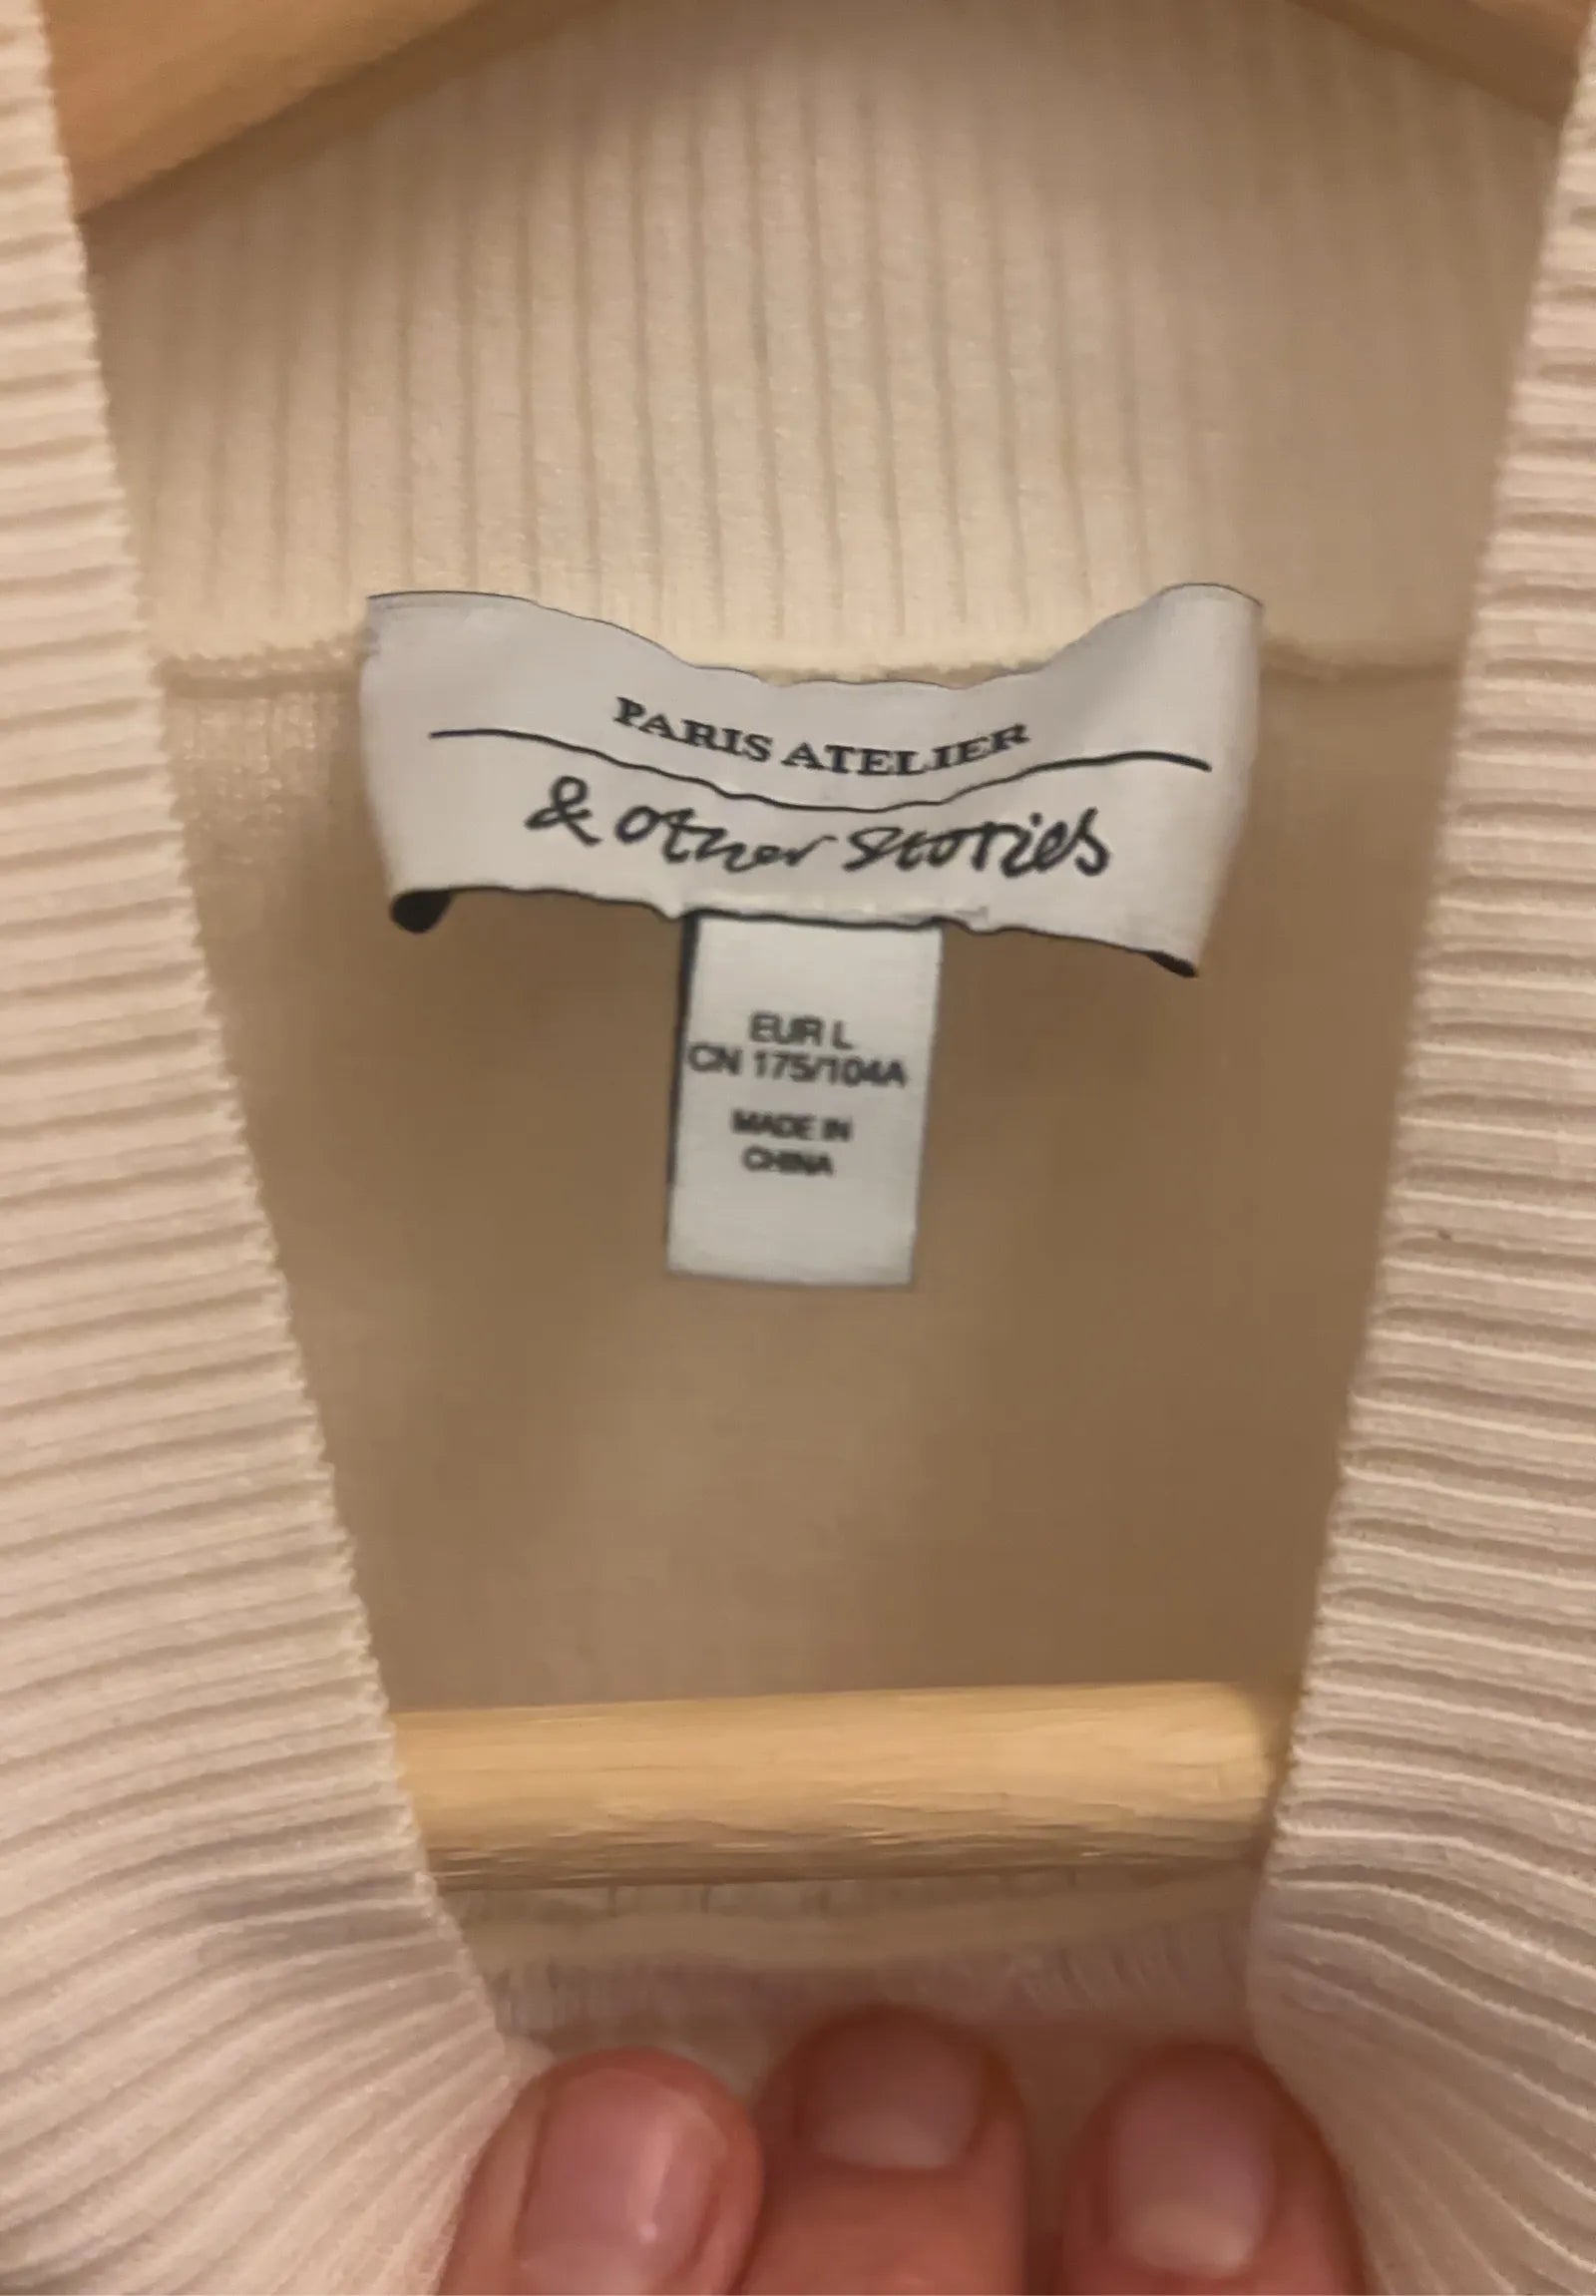 PARIS ATELIER
& other stories
EUR L
CN 175/104A
MADE IN
CHINA